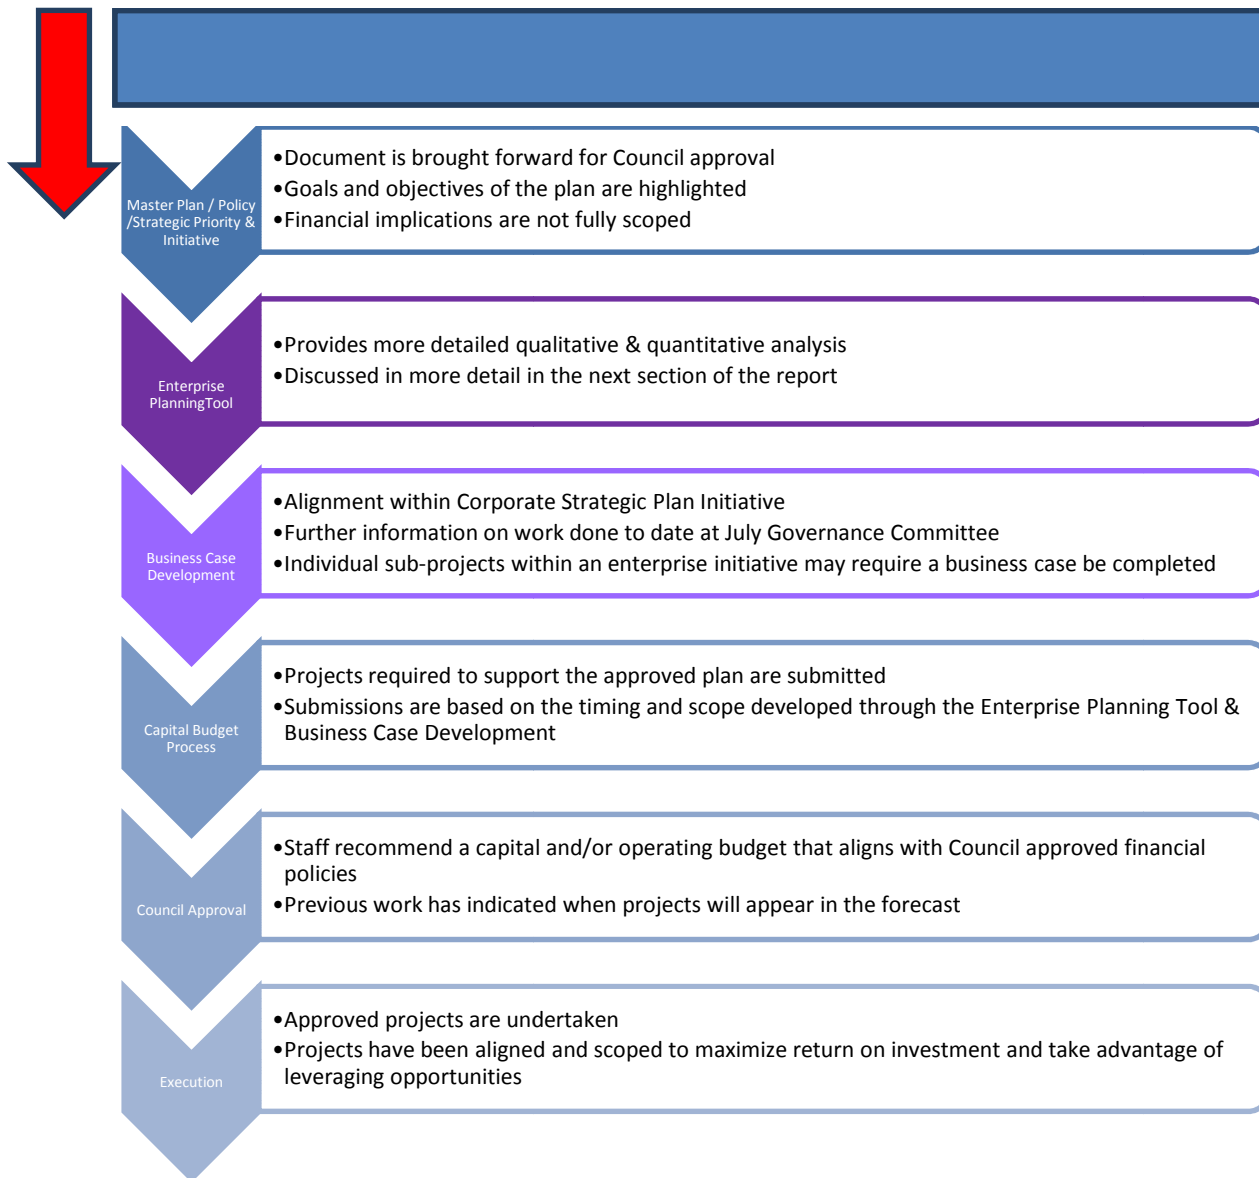 Master Plan / Policy
/Strategic Priority &
Initiative
•Document is brought forward for Council approval
•Goals and objectives of the plan are highlighted
•Financial implications are not fully scoped
Enterprise
PlanningTool
•Provides more detailed qualitative & quantitative analysis
•Discussed in more detail in the next section of the report
Business Case
Development
•Alignment within Corporate Strategic Plan Initiative
•Further information on work done to date at July Governance Committee
•Individual sub-projects within an enterprise initiative may require a business case be completed
Capital Budget
Process
•Projects required to support the approved plan are submitted
•Submissions are based on the timing and scope developed through the Enterprise Planning Tool &
Business Case Development
Council Approval
•Staff recommend a capital and/or operating budget that aligns with Council approved financial
policies
•Previous work has indicated when projects will appear in the forecast
Execution
•Approved projects are undertaken
•Projects have been aligned and scoped to maximize return on investment and take advantage of
leveraging opportunities